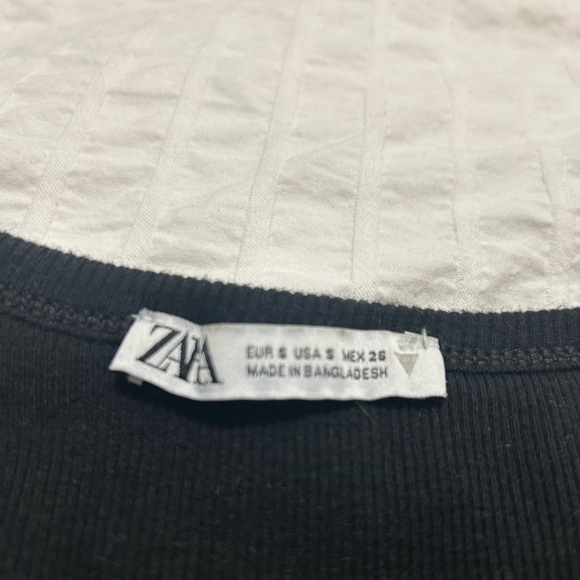 ZARA
EUR S USA S MEX 26
MADE IN BANGLADESH